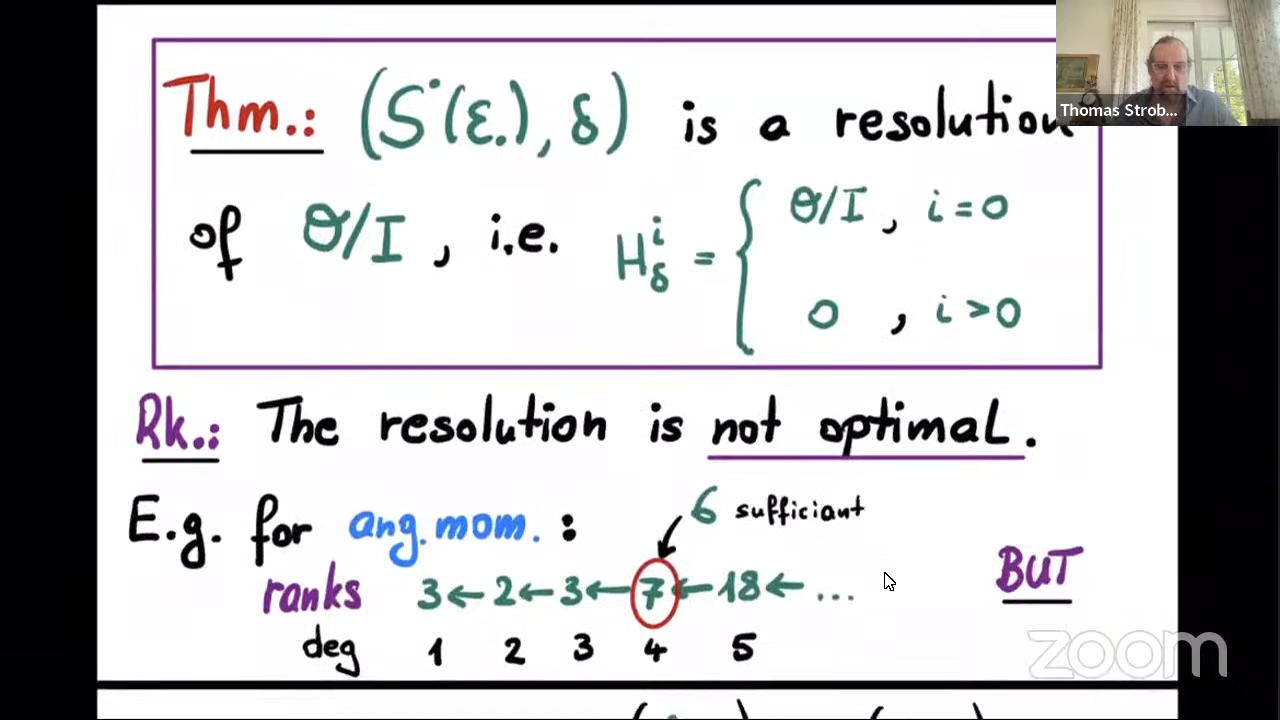 Thm.: (S˙(ε.), δ) is a resolution
of O/I, i.e. H^i_δ = { O/I, i=0
0, i>0
Rk.: The resolution is not optimal.
6 sufficiant
E.g. for ang.mom. :
BUT
ranks 3←2←3←7←18← ...
deg 1 2 3 4 5
Thomas Strob...
zoom